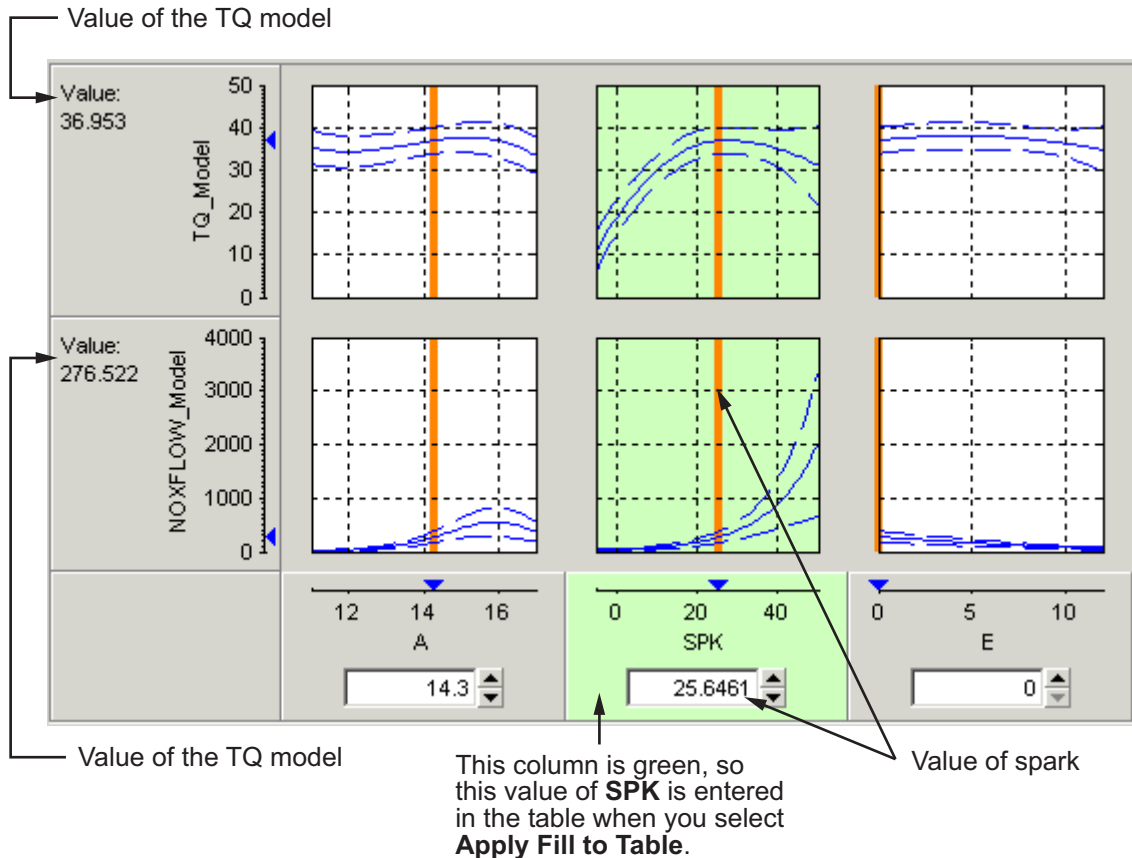 Value of the TQ model
Value:
36.953
TQ_Model
50
40
30
20
10
0
Value:
276.522
NOXFLOW_Model
4000
3000
2000
1000
0
12 14 16
A
14.3
0 20 40
SPK
25.6461
0 5 10
E
0
Value of the TQ model
This column is green, so
this value of SPK is entered
in the table when you select
Apply Fill to Table.
Value of spark